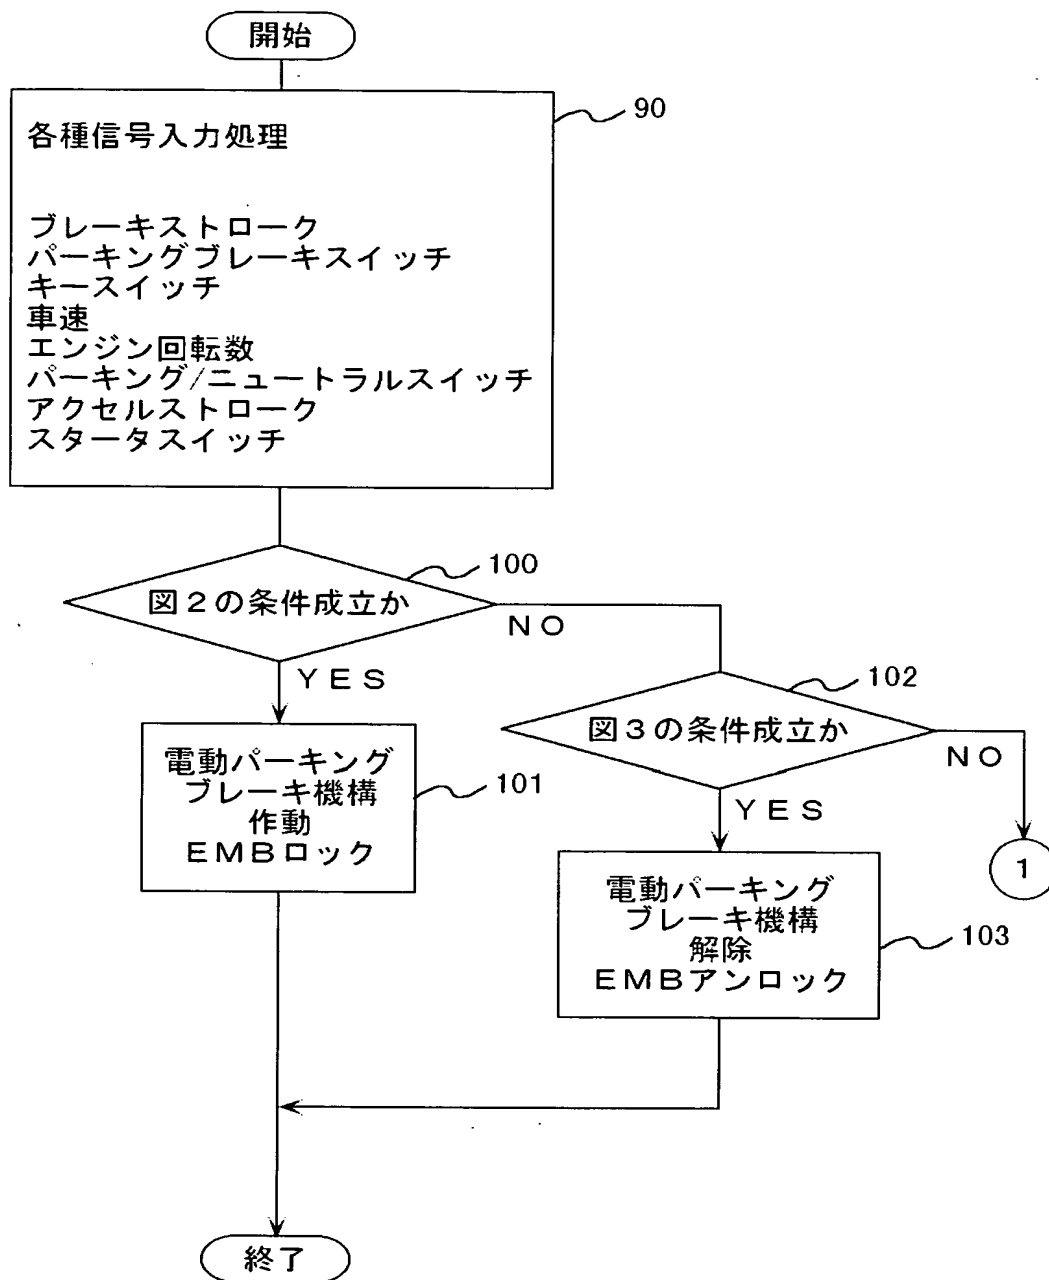 開始
90
各種信号入力処理
ブレーキストローク
パーキングブレーキスイッチ
キースイッチ
車速
エンジン回転数
パーキング/ニュートラルスイッチ
アクセルストローク
スタータスイッチ
100
図2の条件成立か
NO
YES
102
図3の条件成立か
NO
YES
電動パーキング
ブレーキ機構
作動
EMBロック
101
1
電動パーキング
ブレーキ機構
解除
EMBアンロック
103
終了